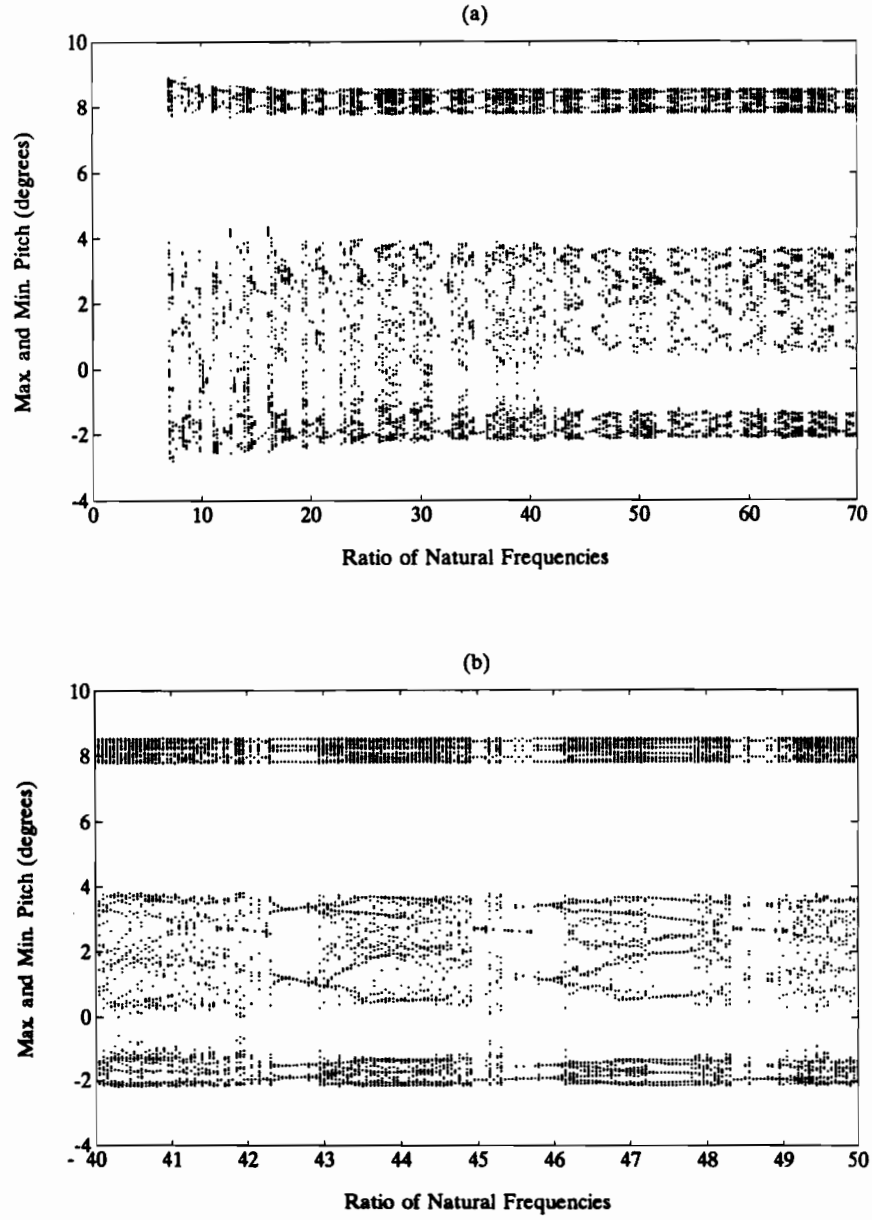 (a)
10
8
6
4
2
0
-2
-4
Max. and Min. Pitch (degrees)
0 10 20 30 40 50 60 70
Ratio of Natural Frequencies
(b)
10
8
6
4
2
0
-2
-4
Max. and Min. Pitch (degrees)
40 41 42 43 44 45 46 47 48 49 50
Ratio of Natural Frequencies